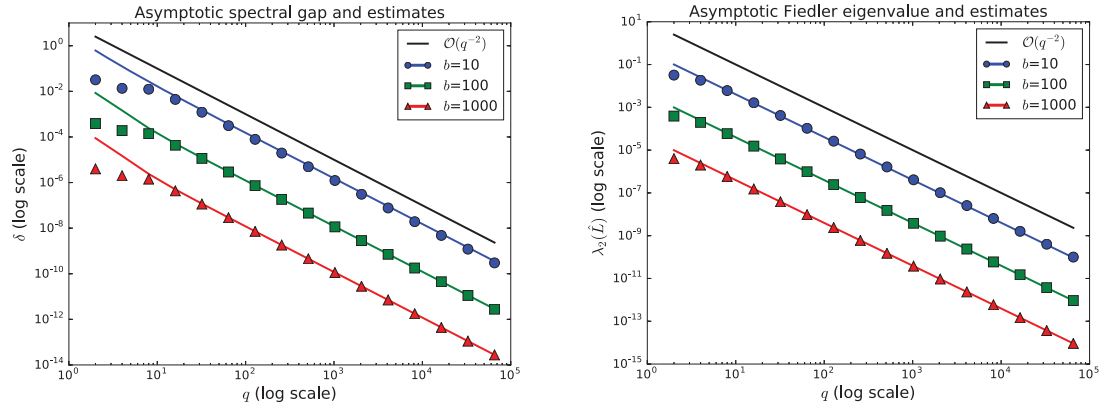 Asymptotic spectral gap and estimates
δ (log scale)
10^0
10^-2
10^-4
10^-6
10^-8
10^-10
10^-12
10^-14
10^0 10^1 10^2 10^3 10^4 10^5
q (log scale)
O(q^-2)
b=10
b=100
b=1000
Asymptotic Fiedler eigenvalue and estimates
λ_2(L̂) (log scale)
10^1
10^-1
10^-3
10^-5
10^-7
10^-9
10^-11
10^-13
10^-15
10^0 10^1 10^2 10^3 10^4 10^5
q (log scale)
O(q^-2)
b=10
b=100
b=1000